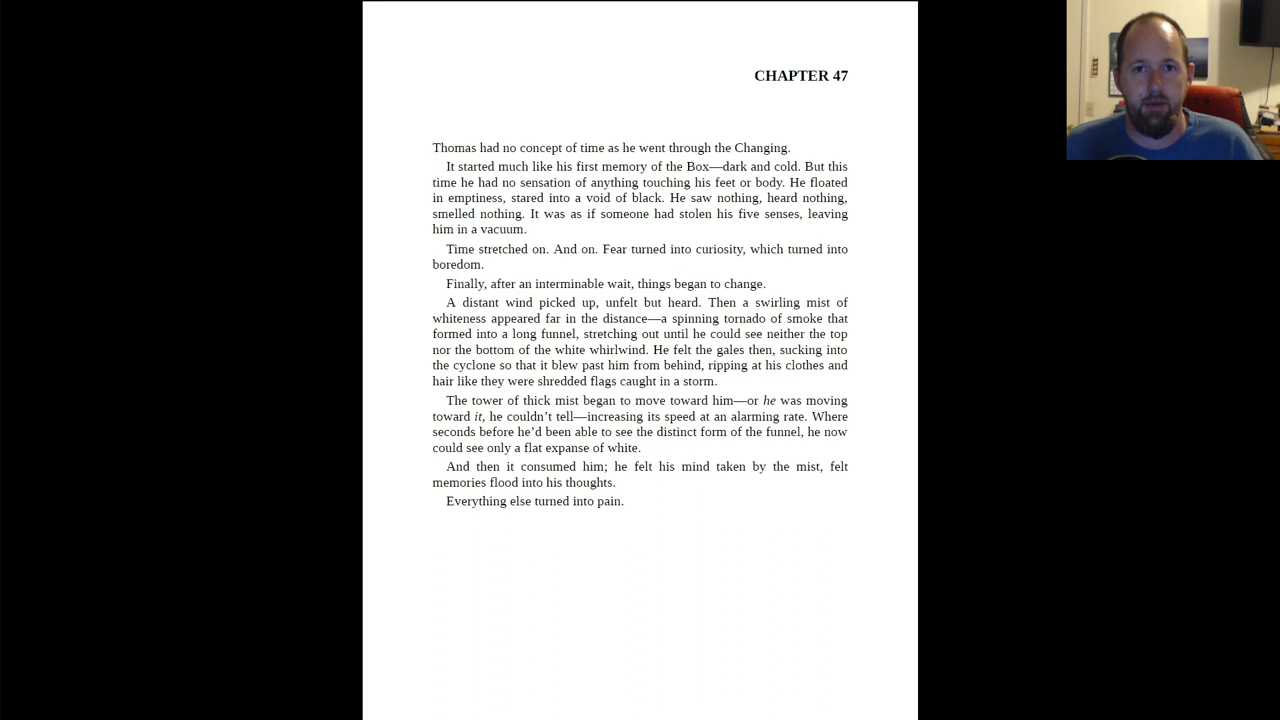 CHAPTER 47
Thomas had no concept of time as he went through the Changing.
It started much like his first memory of the Box—dark and cold. But this
time he had no sensation of anything touching his feet or body. He floated
in emptiness, stared into a void of black. He saw nothing, heard nothing,
smelled nothing. It was as if someone had stolen his five senses, leaving
him in a vacuum.
Time stretched on. And on. Fear turned into curiosity, which turned into
boredom.
Finally, after an interminable wait, things began to change.
A distant wind picked up, unfelt but heard. Then a swirling mist of
whiteness appeared far in the distance—a spinning tornado of smoke that
formed into a long funnel, stretching out until he could see neither the top
nor the bottom of the white whirlwind. He felt the gales then, sucking into
the cyclone so that it blew past him from behind, ripping at his clothes and
hair like they were shredded flags caught in a storm.
The tower of thick mist began to move toward him—or he was moving
toward it, he couldn’t tell—increasing its speed at an alarming rate. Where
seconds before he’d been able to see the distinct form of the funnel, he now
could see only a flat expanse of white.
And then it consumed him; he felt his mind taken by the mist, felt
memories flood into his thoughts.
Everything else turned into pain.